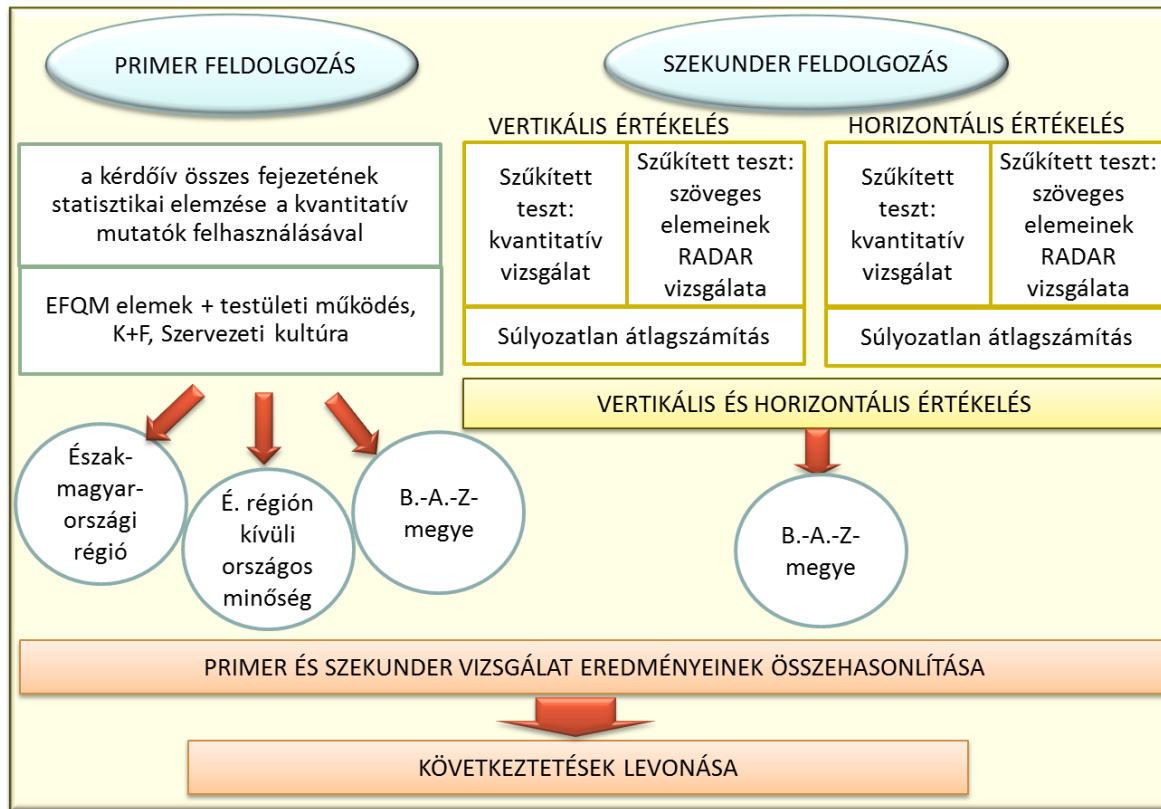 PRIMER FELDOLGOZÁS
a kérdőív összes fejezetének
statisztikai elemzése a kvantitatív
mutatók felhasználásával
EFQM elemek + testületi működés,
K+F, Szervezeti kultúra
Észak-
magyar-
országi
régió
É. régión
kívüli
országos
minőség
B.-A.-Z-
megye
SZEKUNDER FELDOLGOZÁS
VERTIKÁLIS ÉRTÉKELÉS
Szűkített
teszt:
kvantitatív
vizsgálat
Szűkített teszt:
szöveges
elemeinek
RADAR
vizsgálata
Súlyozatlan átlagszámítás
HORIZONTÁLIS ÉRTÉKELÉS
Szűkített
teszt:
kvantitatív
vizsgálat
Szűkített teszt:
szöveges
elemeinek
RADAR
vizsgálata
Súlyozatlan átlagszámítás
VERTIKÁLIS ÉS HORIZONTÁLIS ÉRTÉKELÉS
B.-A.-Z-
megye
PRIMER ÉS SZEKUNDER VIZSGÁLAT EREDMÉNYEINEK ÖSSZEHASONLÍTÁSA
KÖVETKEZTETÉSEK LEVONÁSA